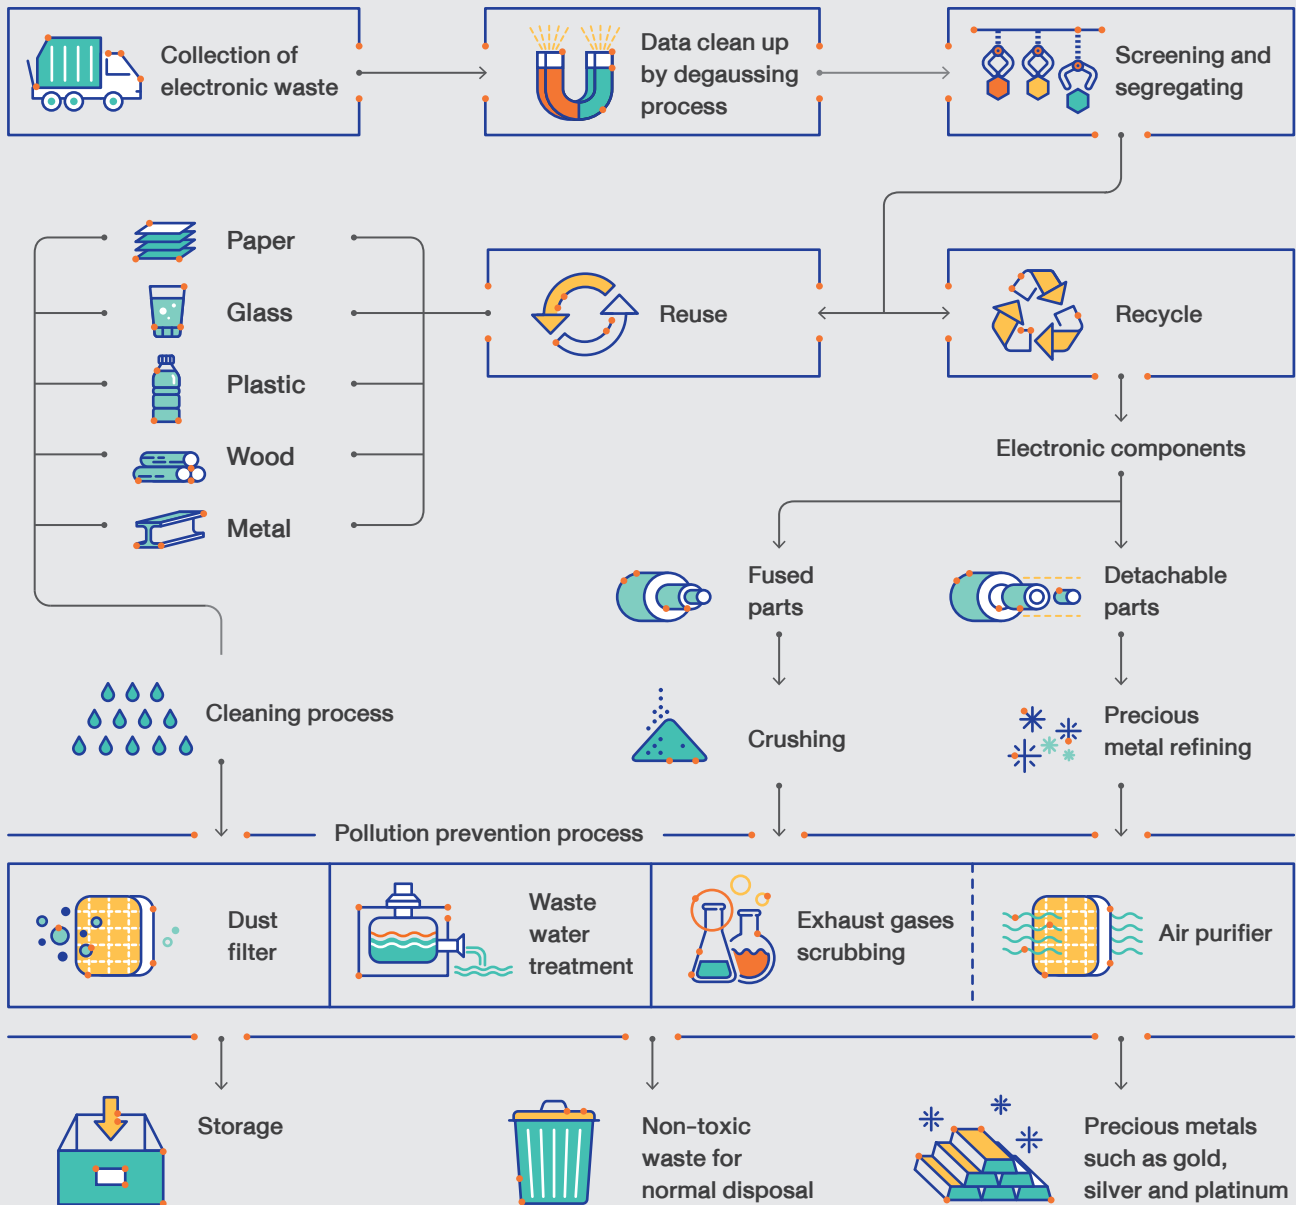 Collection of
electronic waste
Data clean up
by degaussing
process
Screening and
segregating
Paper
Glass
Plastic
Wood
Metal
Reuse
Recycle
Electronic components
Fused
parts
Detachable
parts
Cleaning process
Crushing
Precious
metal refining
Pollution prevention process
Dust
filter
Waste
water
treatment
Exhaust gases
scrubbing
Air purifier
Storage
Non-toxic
waste for
normal disposal
Precious metals
such as gold,
silver and platinum